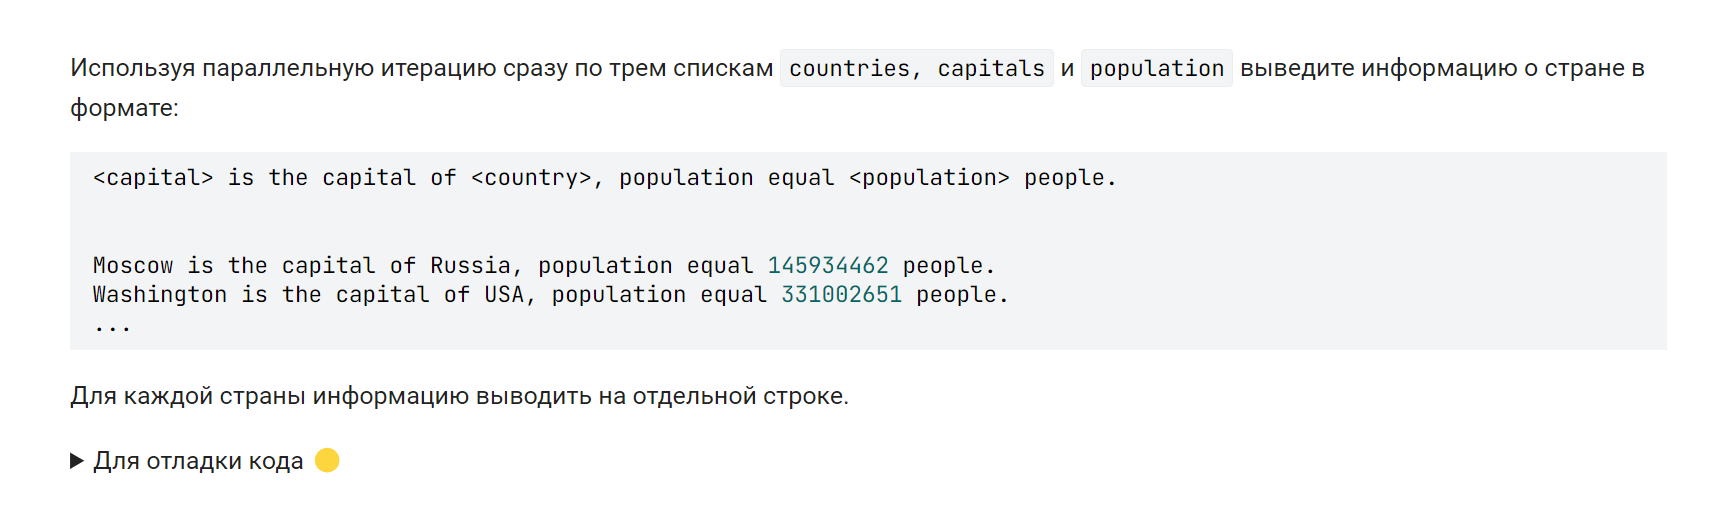 Используя параллельную итерацию сразу по трем спискам countries, capitals и population выведите информацию о стране в
формате:
<capital> is the capital of <country>, population equal <population> people.
Moscow is the capital of Russia, population equal 145934462 people.
Washington is the capital of USA, population equal 331002651 people.
...
Для каждой страны информацию выводить на отдельной строке.
Для отладки кода